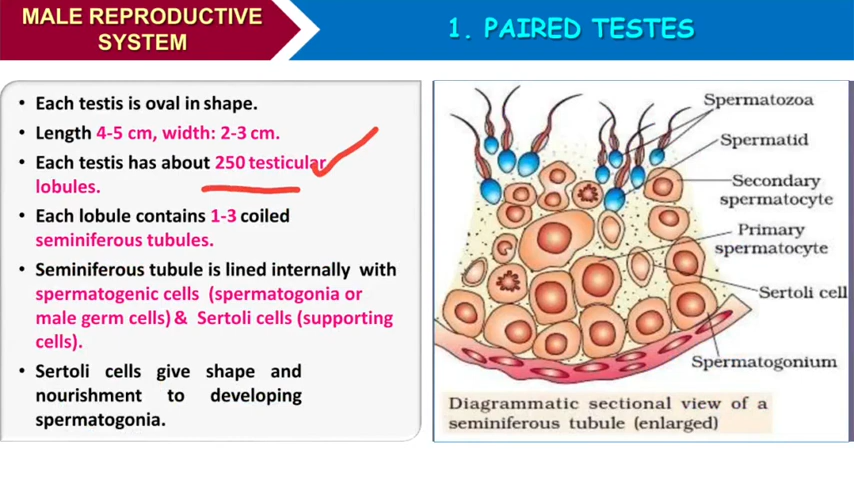 MALE REPRODUCTIVE
SYSTEM
1. PAIRED TESTES
• Each testis is oval in shape.
• Length 4-5 cm, width: 2-3 cm.
• Each testis has about 250 testicular
lobules.
• Each lobule contains 1-3 coiled
seminiferous tubules.
• Seminiferous tubule is lined internally with
spermatogenic cells (spermatogonia or
male germ cells) & Sertoli cells (supporting
cells).
• Sertoli cells give shape and
nourishment to developing
spermatogonia.
Spermatozoa
Spermatid
Secondary
spermatocyte
Primary
spermatocyte
Sertoli cell
Spermatogonium
Diagrammatic sectional view of a
seminiferous tubule (enlarged)